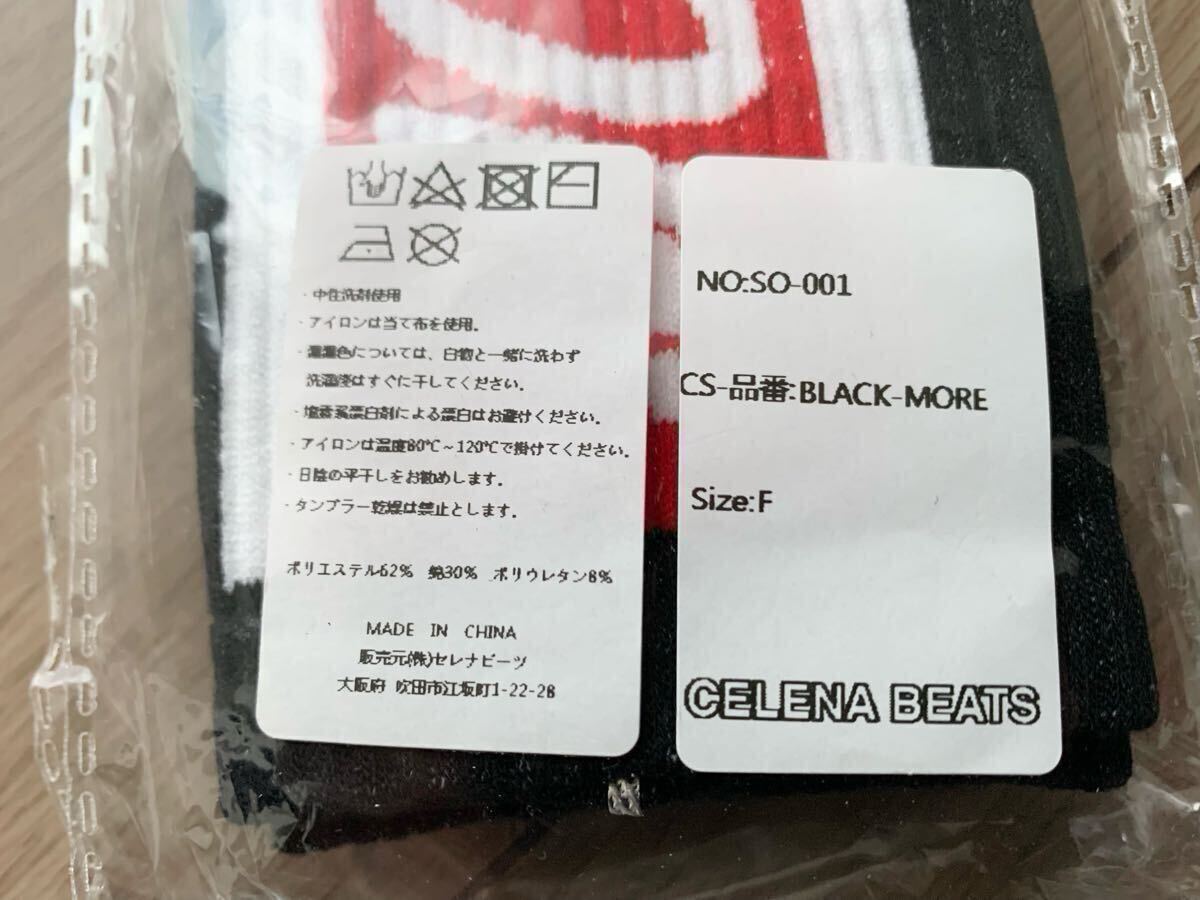 ・中性洗剤使用
・アイロンは当て布を使用。
・濃濃色については、白物と一緒に洗わず
洗濯後はすぐに干してください。
・塩素系漂白剤による漂白はお避けください。
・アイロンは温度80℃～120℃で掛けてください。
・日陰の平干しをお勧めします。
・タンブラー乾燥は禁止とします。
ポリエステル62% 綿30% ポリウレタン8%
MADE IN CHINA
販売元(株)セレナビーツ
大阪府 吹田市江坂町1-22-28
NO:SO-001
CS-品番:BLACK-MORE
Size:F
CELENA BEATS